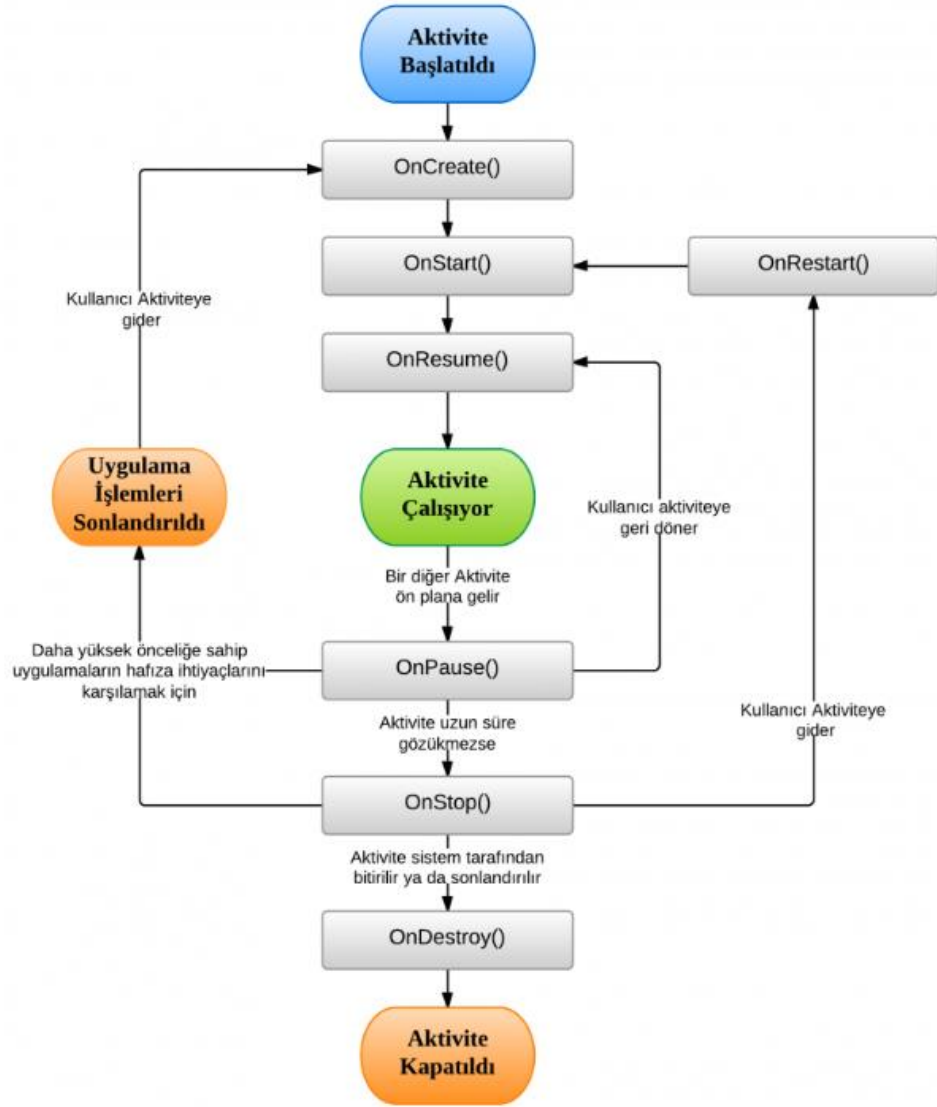 Aktivite
Başlatıldı
OnCreate()
OnStart()
OnRestart()
Kullanıcı Aktiviteye
gider
OnResume()
Uygulama
İşlemleri
Sonlandırıldı
Aktivite
Çalışıyor
Kullanıcı aktiviteye
geri döner
Bir diğer Aktivite
ön plana gelir
Daha yüksek önceliğe sahip
uygulamaların hafıza ihtiyaçlarını
karşılamak için
OnPause()
Aktivite uzun süre
gözükmezse
Kullanıcı Aktiviteye
gider
OnStop()
Aktivite sistem tarafından
bitirilir ya da sonlandırılır
OnDestroy()
Aktivite
Kapatıldı